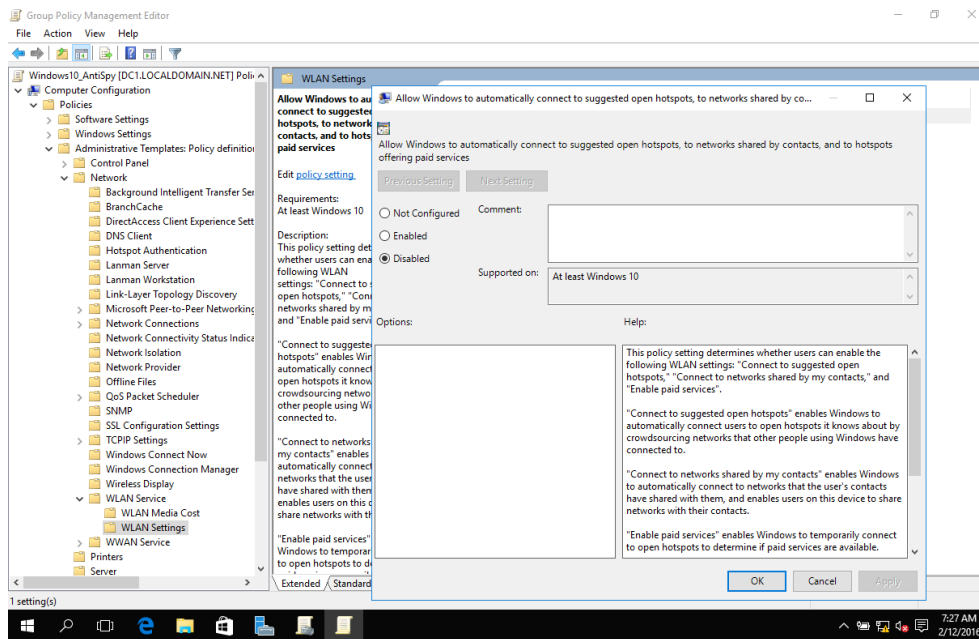 Group Policy Management Editor
File Action View Help
Windows10_AntiSpy [DC1.LOCALDOMAIN.NET] Poli
Computer Configuration
Policies
Software Settings
Windows Settings
Administrative Templates: Policy definition
Control Panel
Network
Background Intelligent Transfer Ser
BranchCache
DirectAccess Client Experience Sett
DNS Client
Hotspot Authentication
Lanman Server
Lanman Workstation
Link-Layer Topology Discovery
Microsoft Peer-to-Peer Networking
Network Connections
Network Connectivity Status Indica
Network Isolation
Network Provider
Offline Files
QoS Packet Scheduler
SNMP
SSL Configuration Settings
TCPIP Settings
Windows Connect Now
Windows Connection Manager
Wireless Display
WLAN Service
WLAN Media Cost
WLAN Settings
WWAN Service
Printers
Server
1 setting(s)
WLAN Settings
Allow Windows to au
connect to suggested
hotspots, to network
contacts, and to hots
paid services
Edit policy setting
Requirements:
At least Windows 10
Description:
This policy setting det
whether users can ena
following WLAN
settings: "Connect to s
open hotspots," "Conn
networks shared by m
and "Enable paid servi
"Connect to suggeste
hotspots" enables Win
automatically connect
open hotspots it know
crowdsourcing netwo
other people using Wi
connected to.
"Connect to networks
my contacts" enables
automatically connect
networks that the user
have shared with them
enables users on this d
share networks with th
"Enable paid services"
Windows to temporar
to open hotspots to de
Extended Standard
Allow Windows to automatically connect to suggested open hotspots, to networks shared by co...
Allow Windows to automatically connect to suggested open hotspots, to networks shared by contacts, and to hotspots
offering paid services
Previous Setting Next Setting
Not Configured
Enabled
Disabled
Comment:
Supported on:
At least Windows 10
Options:
Help:
This policy setting determines whether users can enable the
following WLAN settings: "Connect to suggested open
hotspots," "Connect to networks shared by my contacts," and
"Enable paid services".
"Connect to suggested open hotspots" enables Windows to
automatically connect users to open hotspots it knows about by
crowdsourcing networks that other people using Windows have
connected to.
"Connect to networks shared by my contacts" enables Windows
to automatically connect to networks that the user's contacts
have shared with them, and enables users on this device to share
networks with their contacts.
"Enable paid services" enables Windows to temporarily connect
to open hotspots to determine if paid services are available.
OK Cancel Apply
7:27 AM
2/12/2018